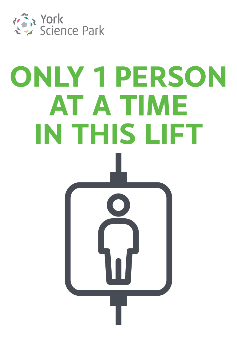 York
Science Park
ONLY 1 PERSON
AT A TIME
IN THIS LIFT